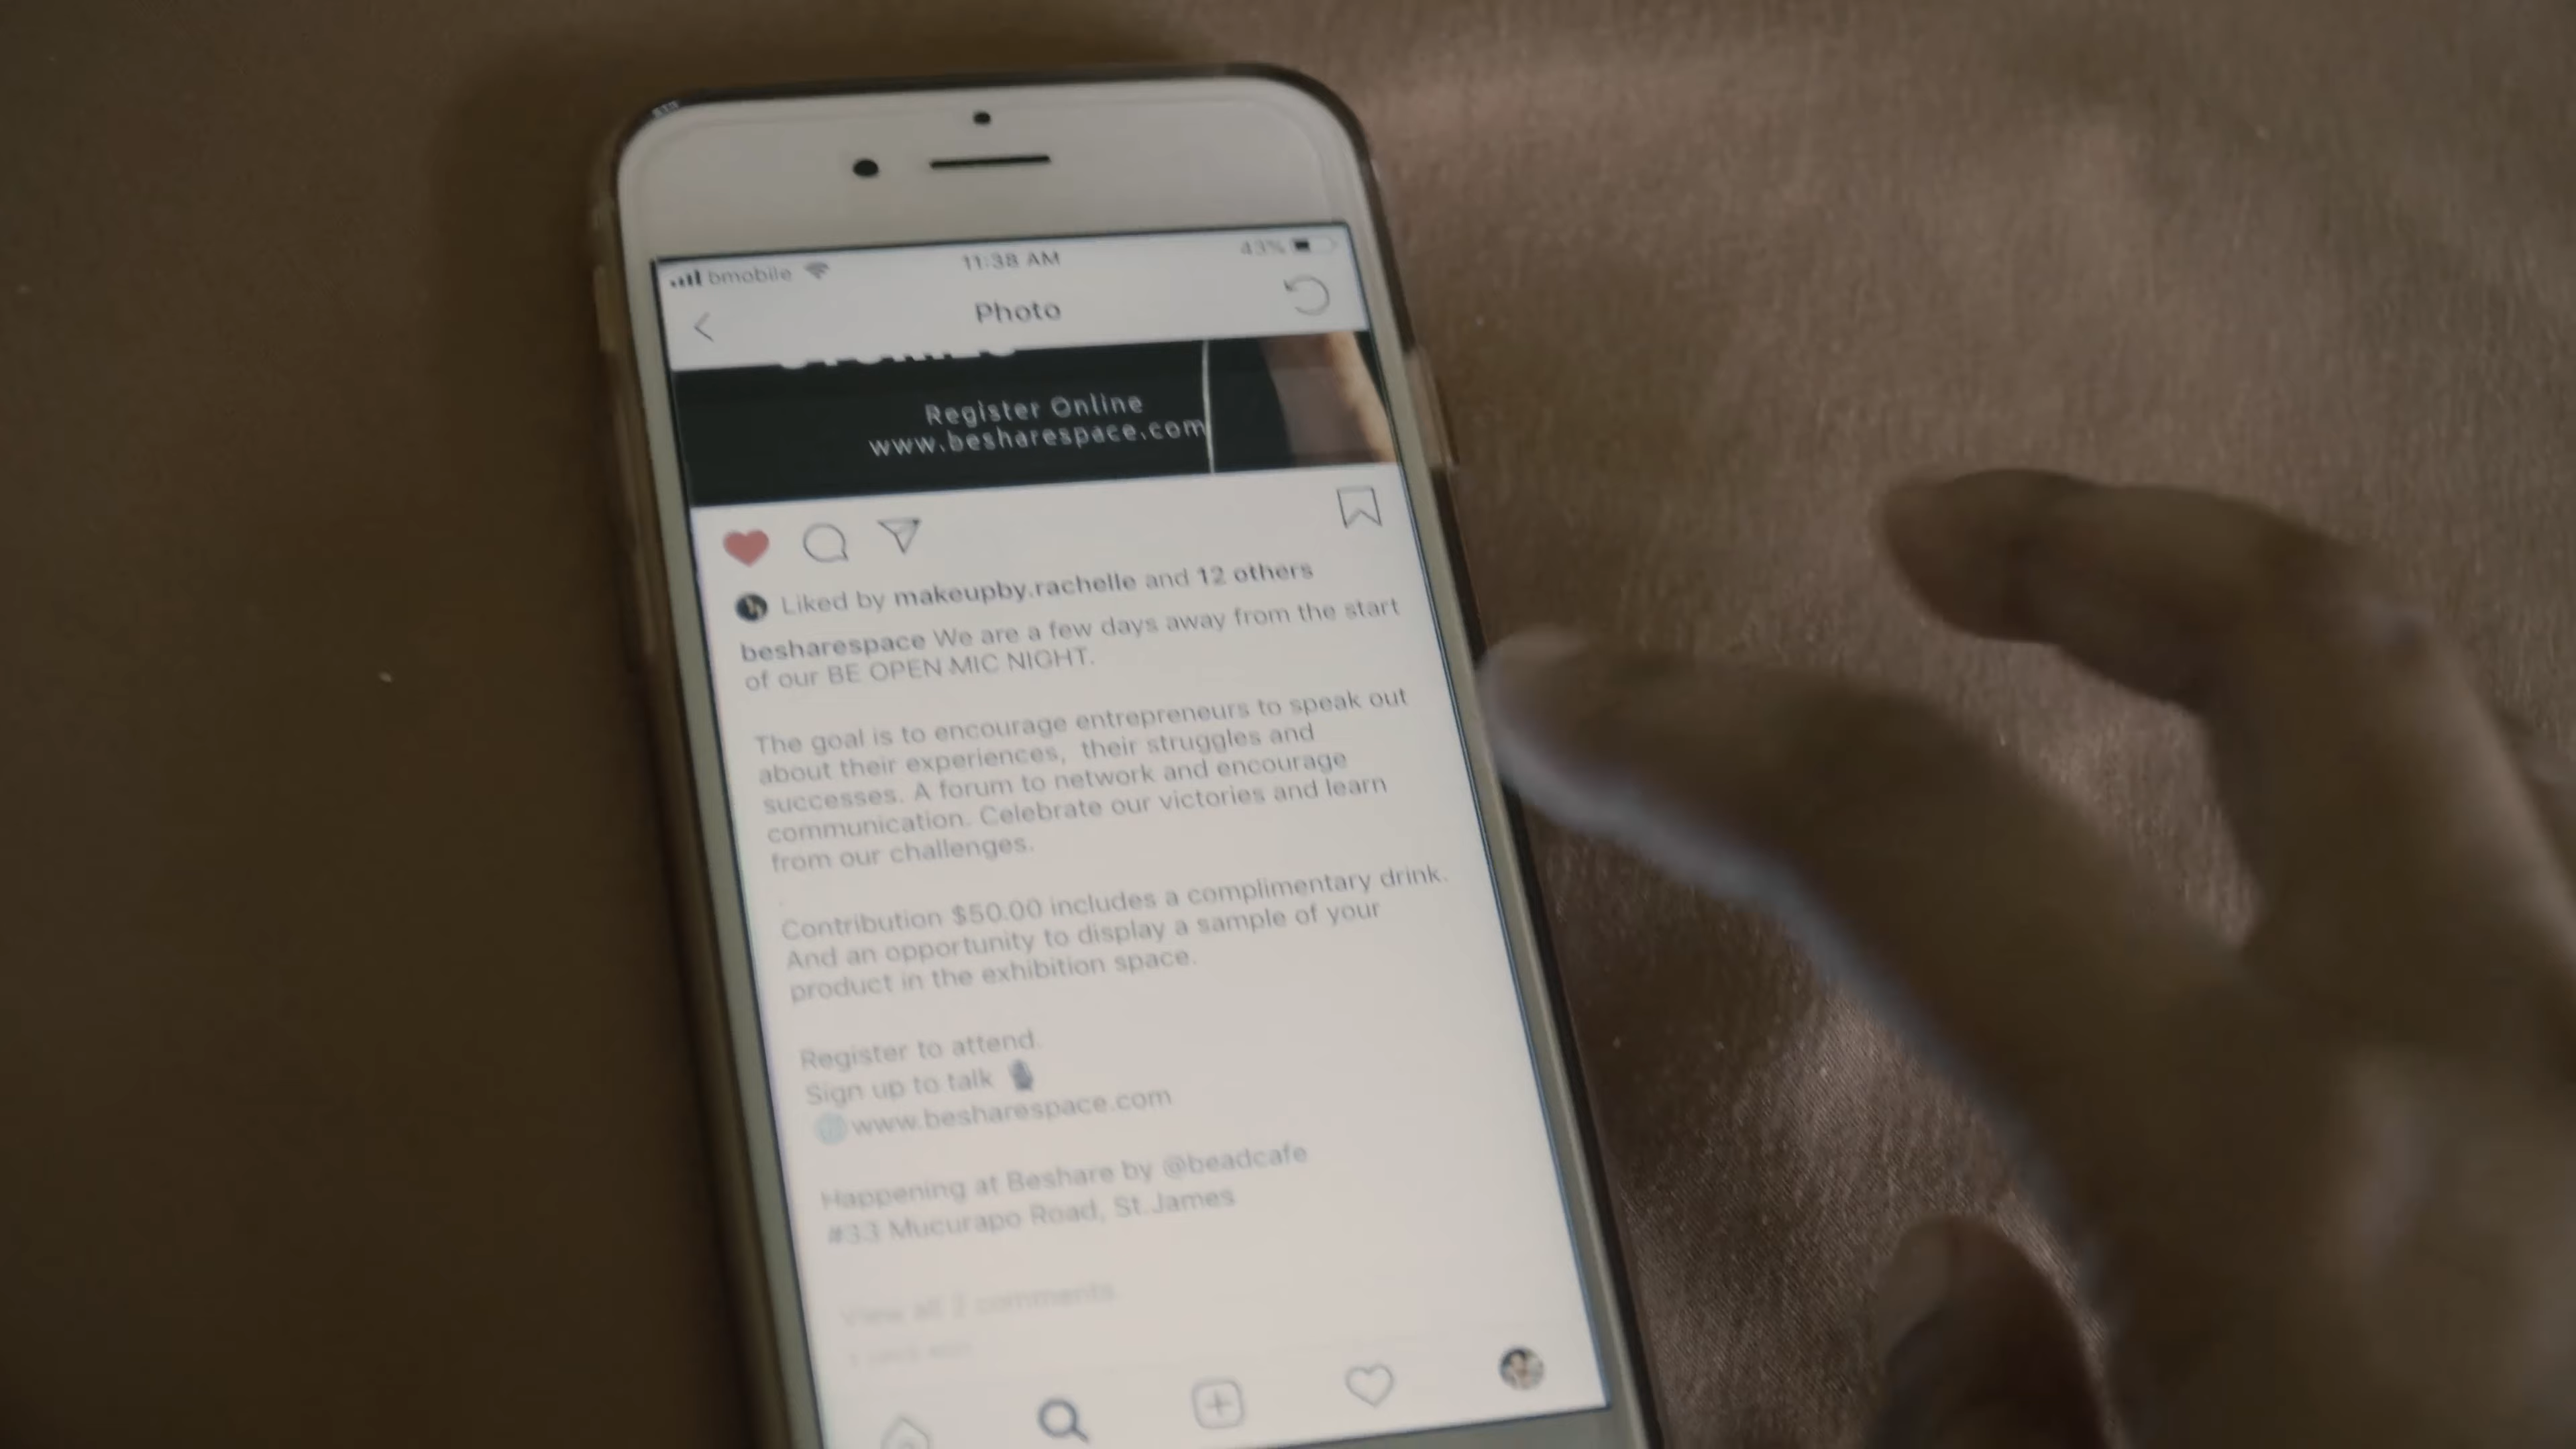 bmobile 11:38 AM 43%
Photo
Register Online
www.besharespace.com
Liked by makeupby.rachelle and 12 others
besharespace We are a few days away from the start
of our BE OPEN MIC NIGHT.
The goal is to encourage entrepreneurs to speak out
about their experiences, their struggles and
successes. A forum to network and encourage
communication. Celebrate our victories and learn
from our challenges.
Contribution $50.00 includes a complimentary drink.
And an opportunity to display a sample of your
product in the exhibition space.
Register to attend.
Sign up to talk
www.besharespace.com
Happening at Beshare by @beadcafe
#33 Mucurapo Road, St.James
View all 2 comments